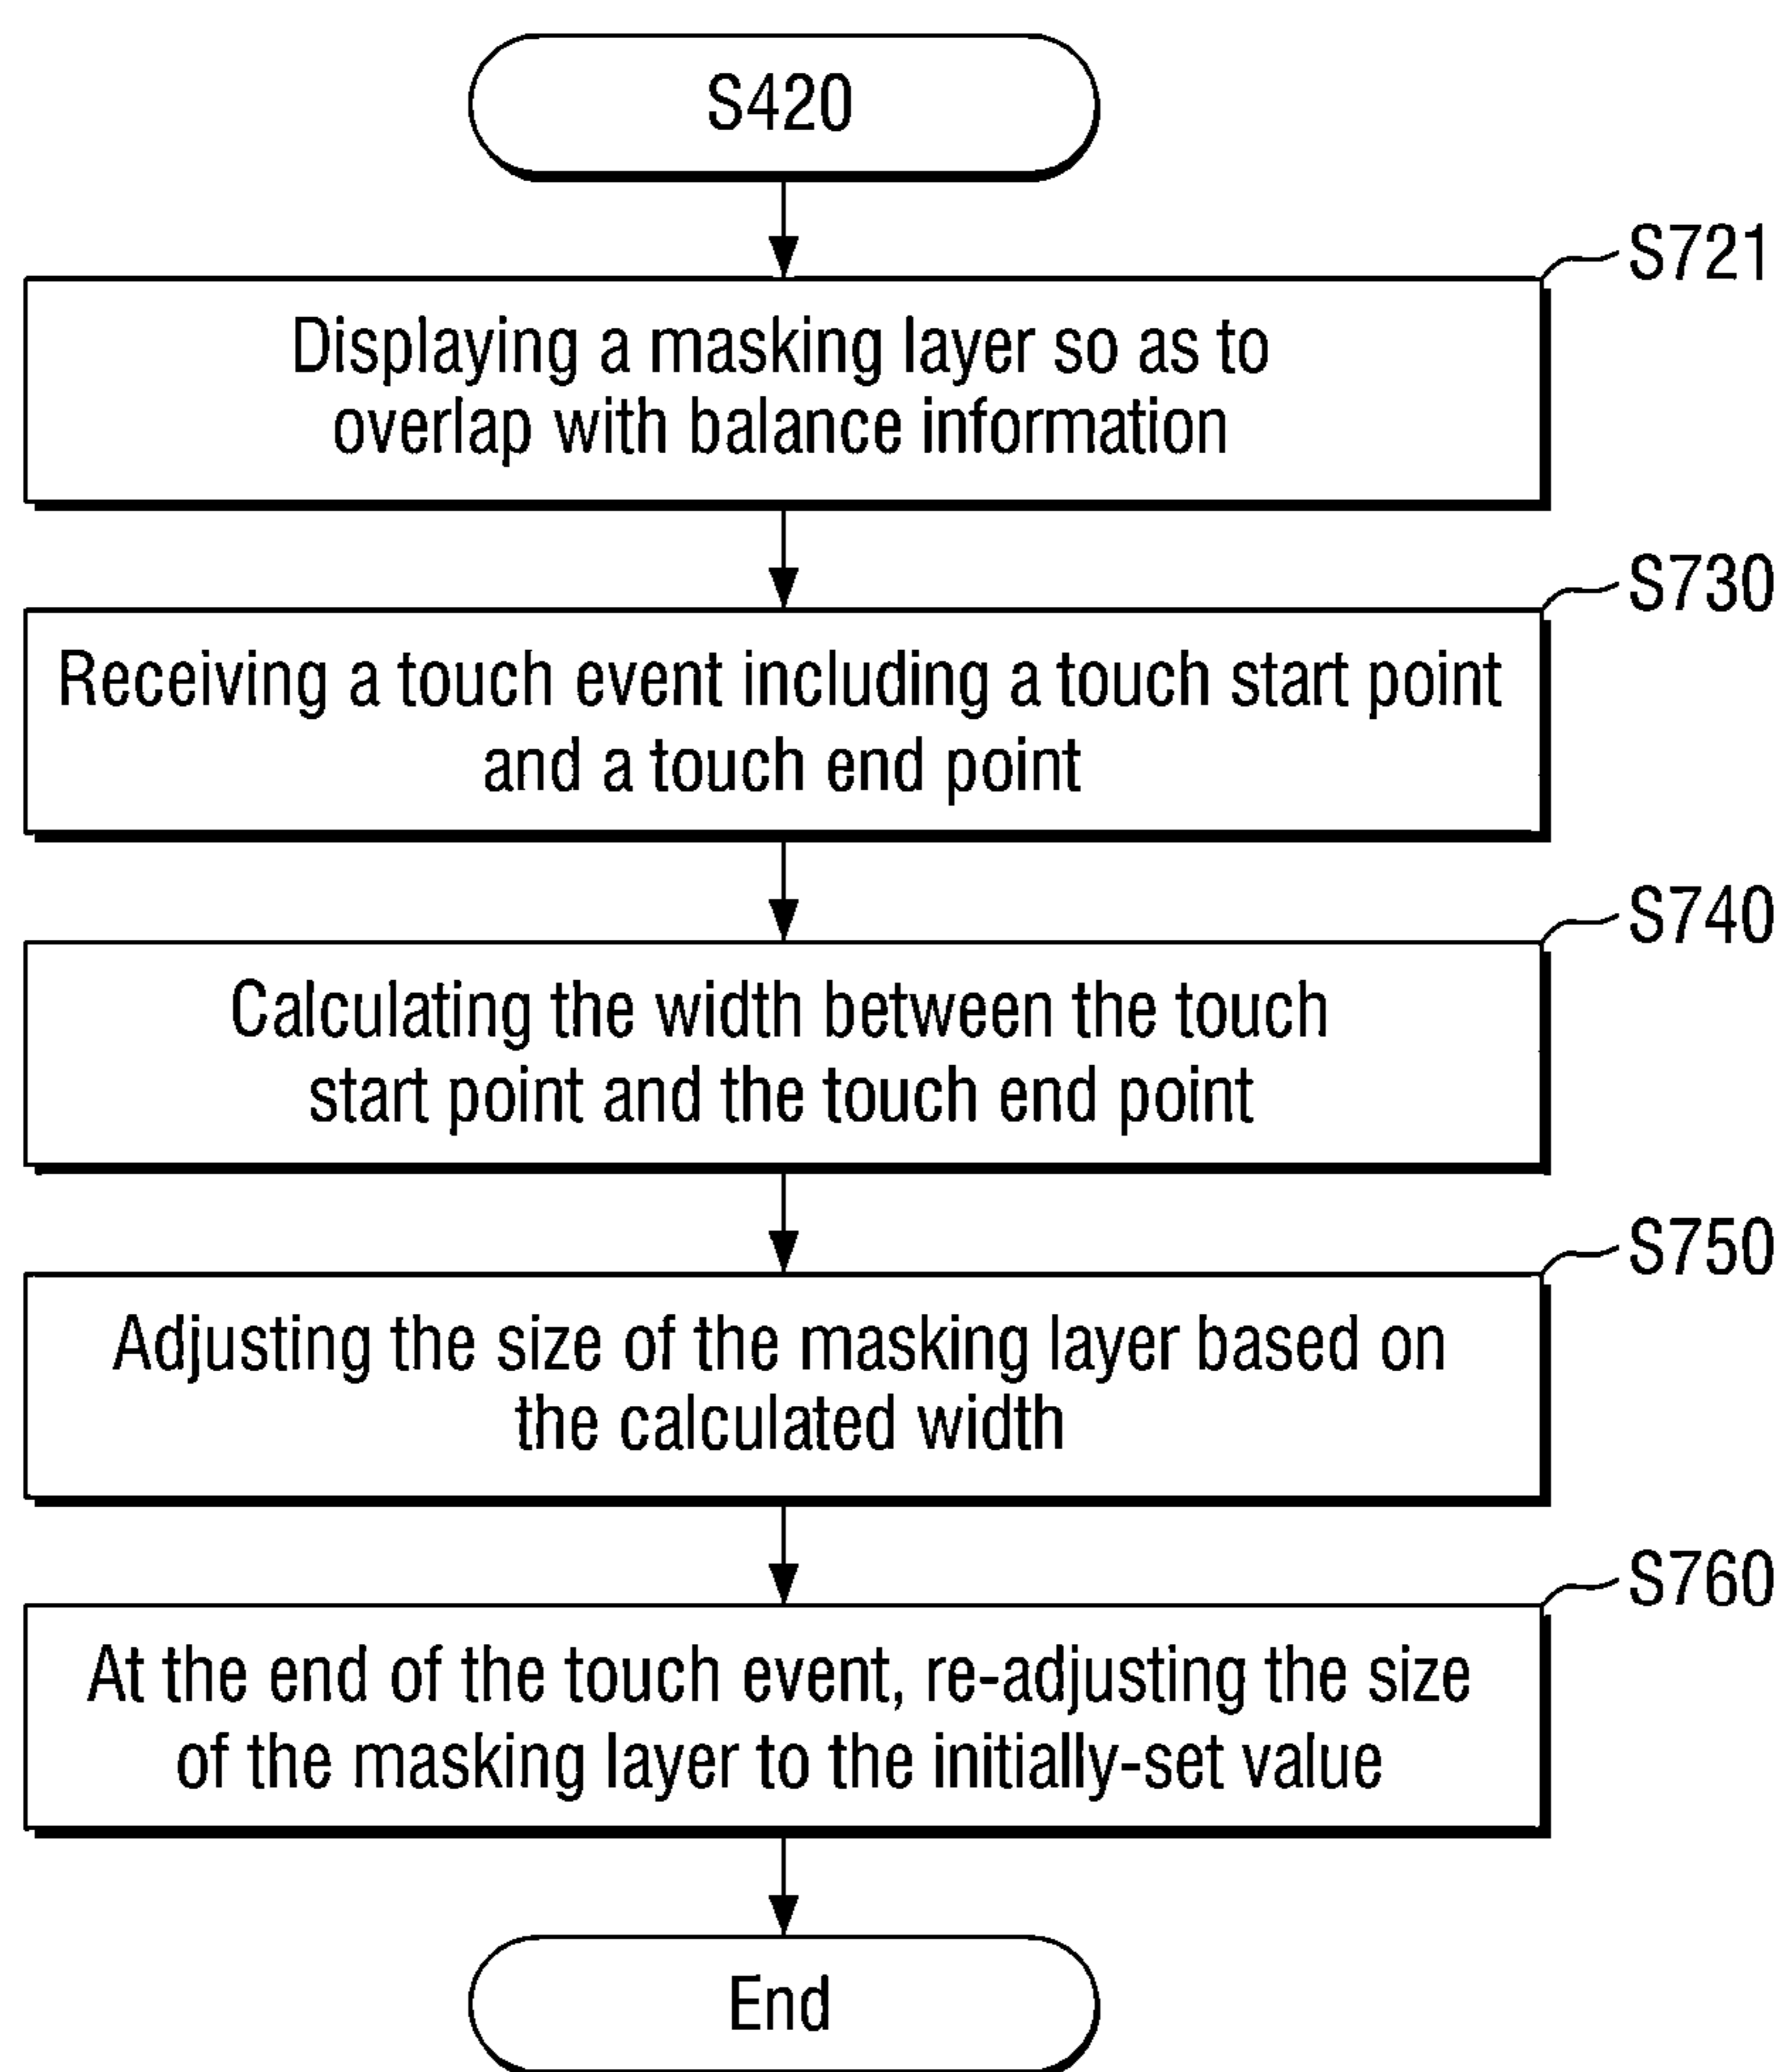 S420
S721
Displaying a masking layer so as to
overlap with balance information
S730
Receiving a touch event including a touch start point
and a touch end point
S740
Calculating the width between the touch
start point and the touch end point
S750
Adjusting the size of the masking layer based on
the calculated width
S760
At the end of the touch event, re-adjusting the size
of the masking layer to the initially-set value
End